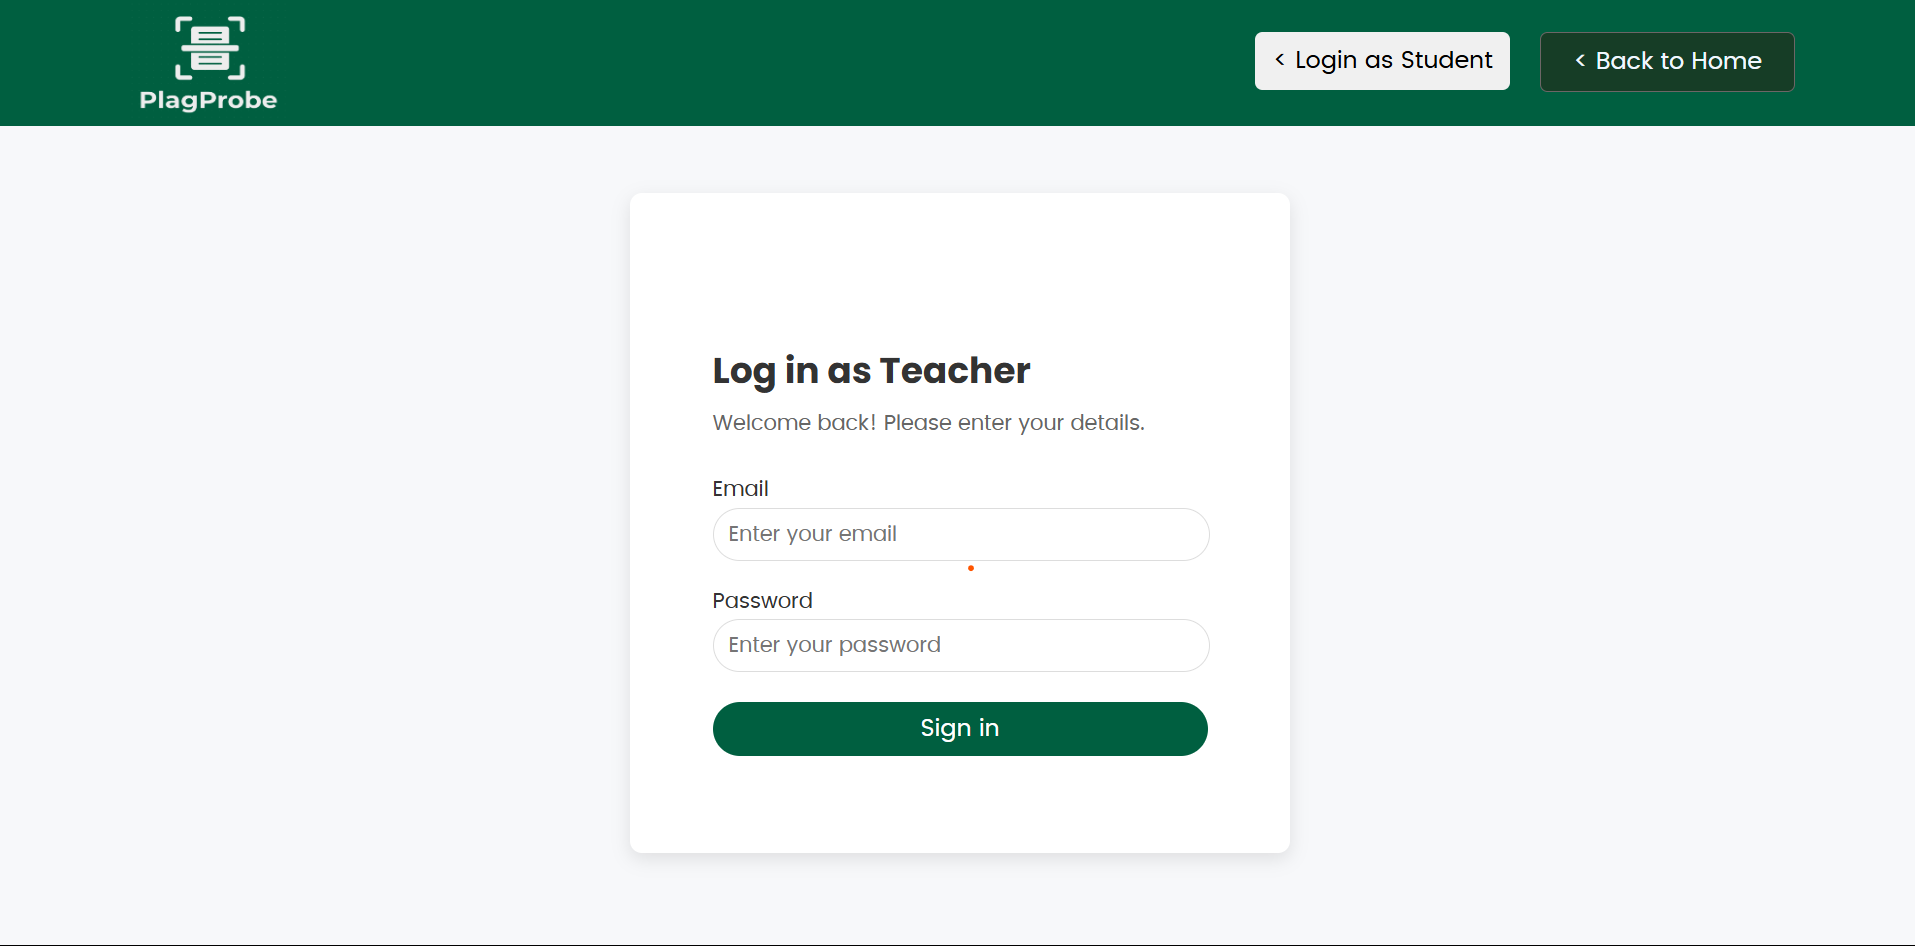 PlagProbe
< Login as Student
< Back to Home
Log in as Teacher
Welcome back! Please enter your details.
Email
Enter your email
Password
Enter your password
Sign in